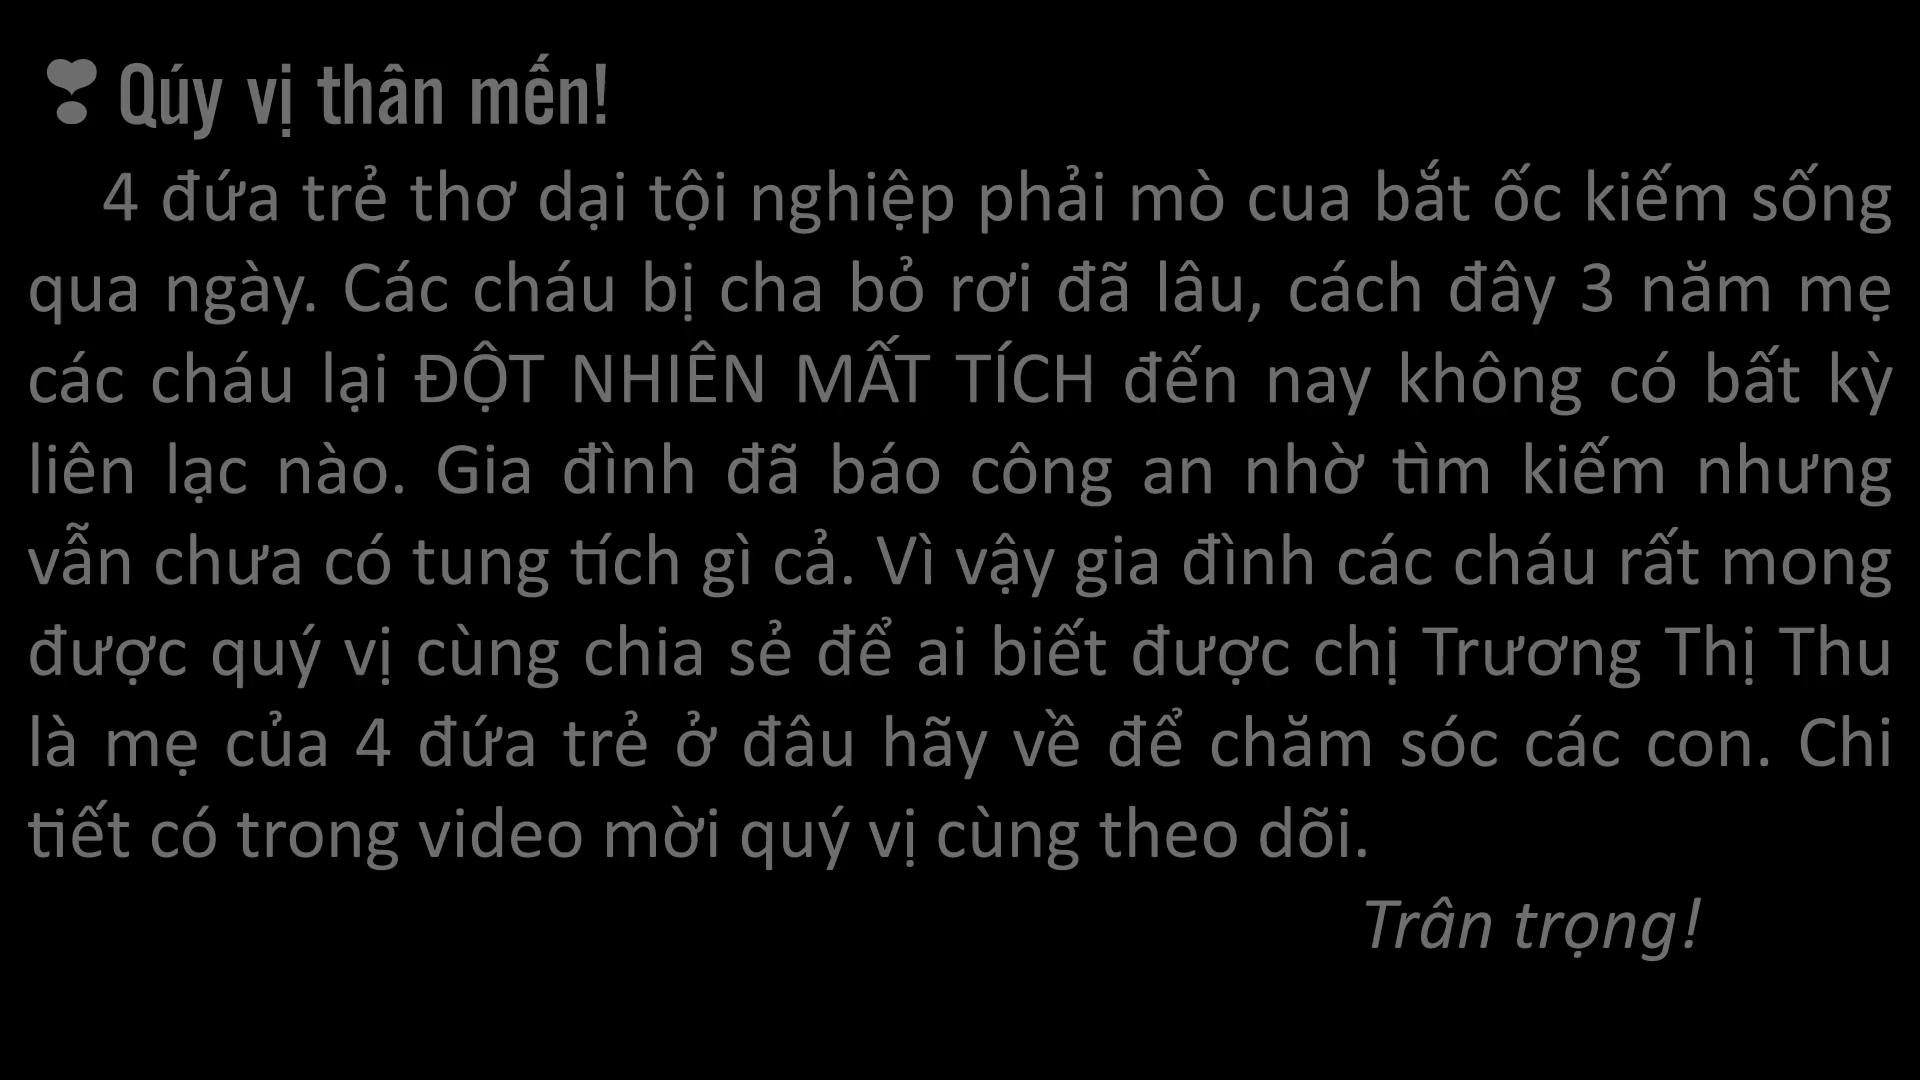 ❣ Qúy vị thân mến!
4 đứa trẻ thơ dại tội nghiệp phải mò cua bắt ốc kiếm sống
qua ngày. Các cháu bị cha bỏ rơi đã lâu, cách đây 3 năm mẹ
các cháu lại ĐỘT NHIÊN MẤT TÍCH đến nay không có bất kỳ
liên lạc nào. Gia đình đã báo công an nhờ tìm kiếm nhưng
vẫn chưa có tung tích gì cả. Vì vậy gia đình các cháu rất mong
được quý vị cùng chia sẻ để ai biết được chị Trương Thị Thu
là mẹ của 4 đứa trẻ ở đâu hãy về để chăm sóc các con. Chi
tiết có trong video mời quý vị cùng theo dõi.
Trân trọng!